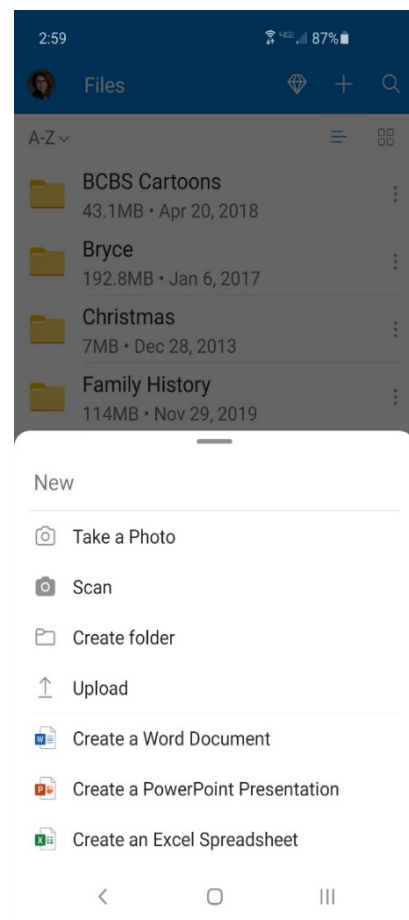 2:59 87%
Files
A-Z
BCBS Cartoons
43.1MB • Apr 20, 2018
Bryce
192.8MB • Jan 6, 2017
Christmas
7MB • Dec 28, 2013
Family History
114MB • Nov 29, 2019
New
Take a Photo
Scan
Create folder
Upload
Create a Word Document
Create a PowerPoint Presentation
Create an Excel Spreadsheet